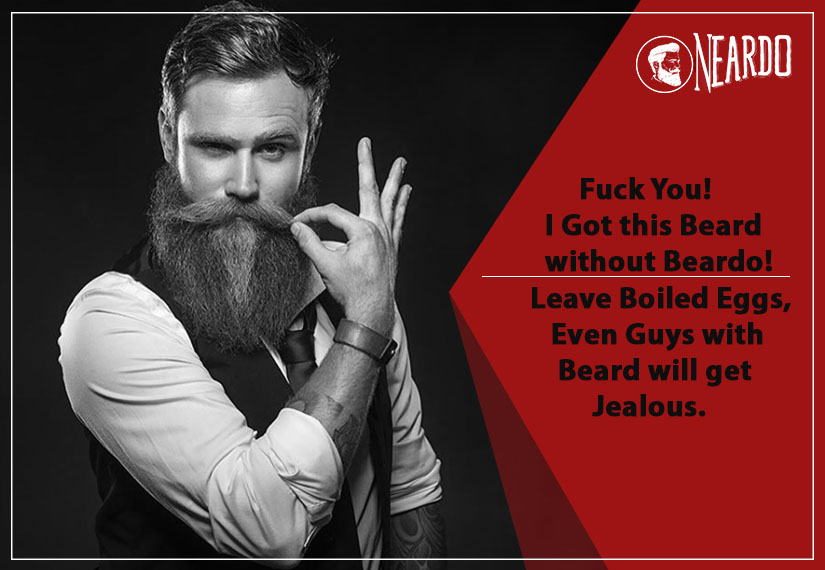 NEARDO
Fuck You!
I Got this Beard
without Beardo!
Leave Boiled Eggs,
Even Guys with
Beard will get
Jealous.